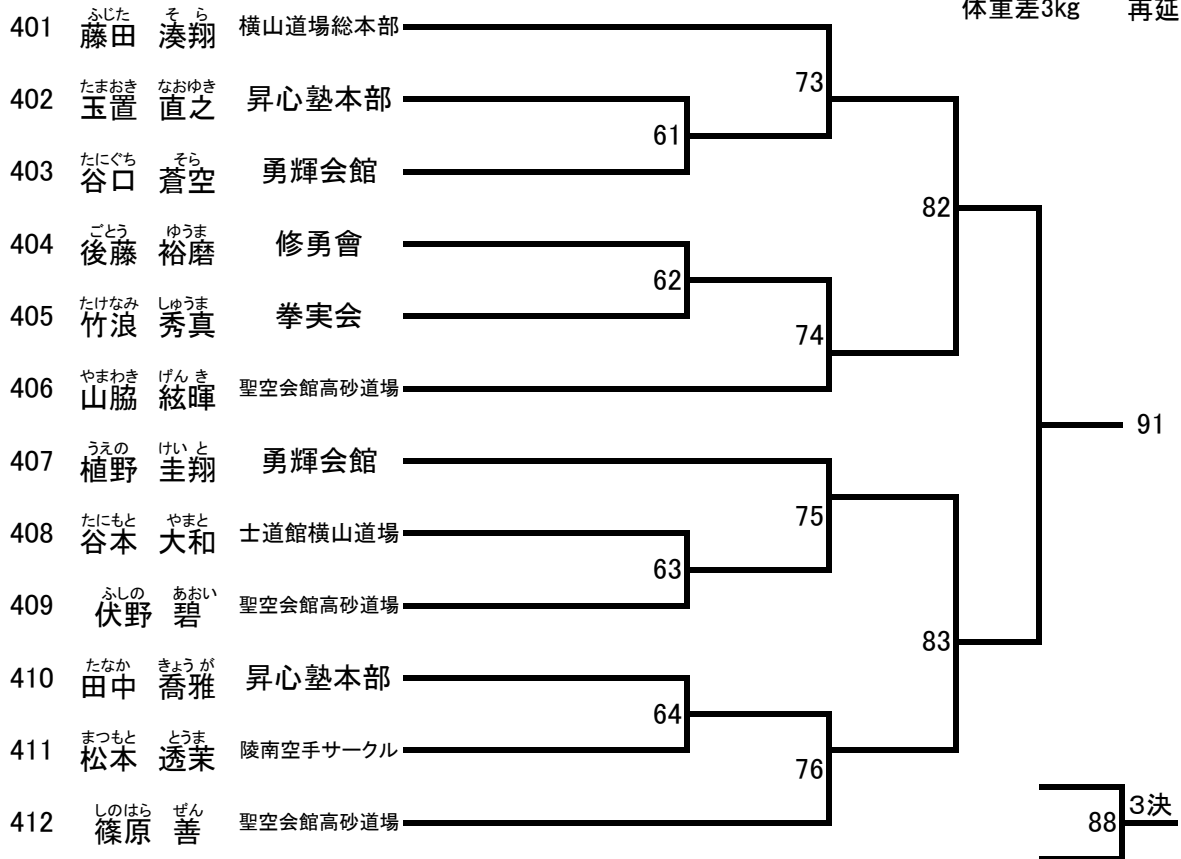 体重差3kg 再延
ふじた そら
401 藤田 湊翔 横山道場総本部
73
たまおき なおゆき
402 玉置 直之 昇心塾本部
61
たにぐち そら
403 谷口 蒼空 勇輝会館
82
ごとう ゆうま
404 後藤 裕磨 修勇會
62
たけなみ しゅうま
405 竹浪 秀真 拳実会
74
やまわき げんき
406 山脇 絃暉 聖空会館高砂道場
91
うえの けいと
407 植野 圭翔 勇輝会館
75
たにもと やまと
408 谷本 大和 士道館横山道場
63
ふしの あおい
409 伏野 碧 聖空会館高砂道場
83
たなか きょうが
410 田中 喬雅 昇心塾本部
64
まつもと とうま
411 松本 透茉 陵南空手サークル
76
しのはら ぜん
412 篠原 善 聖空会館高砂道場
88 3決